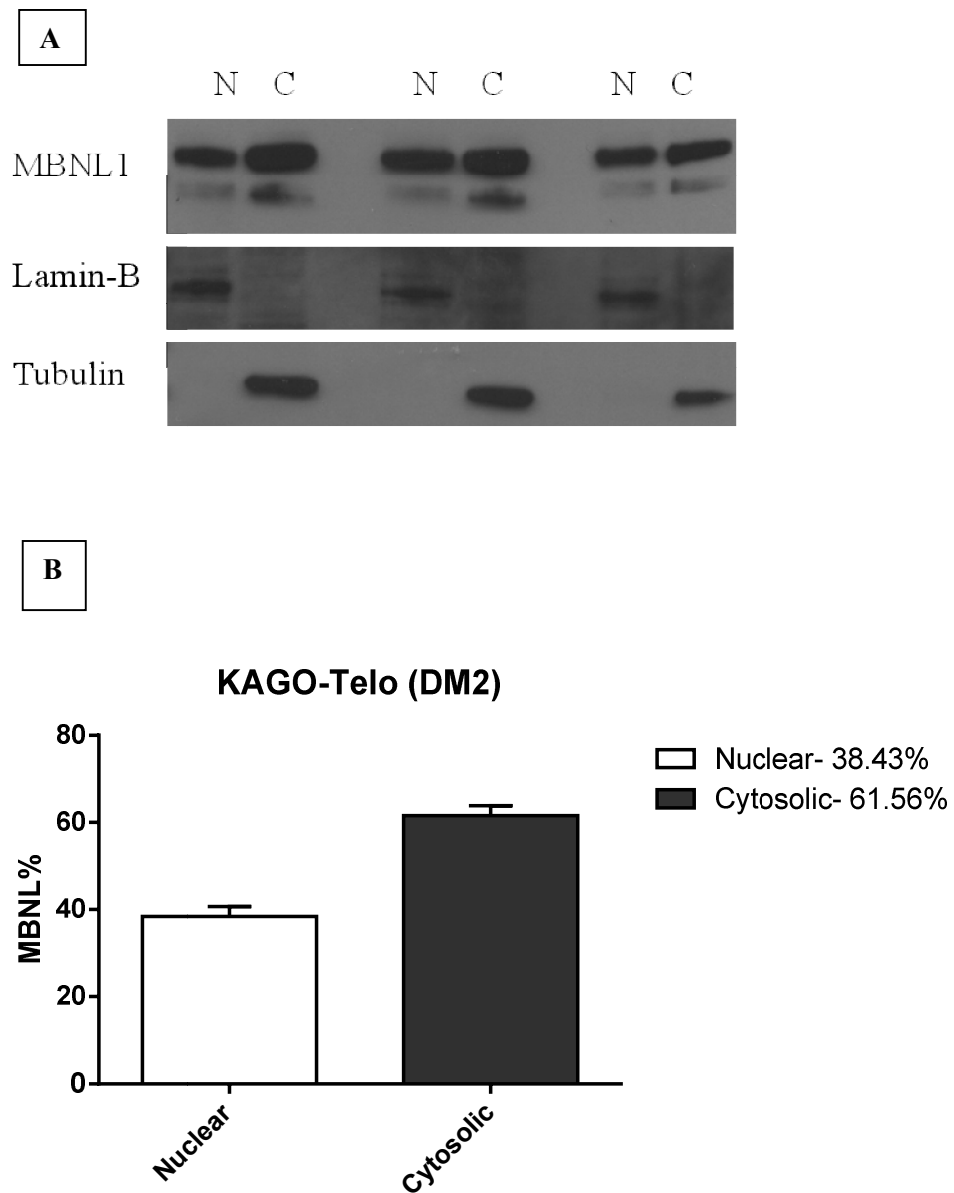 A
N C N C N C
MBNL1
Lamin-B
Tubulin
B
KAGO-Telo (DM2)
80
60
40
20
0
MBNL%
Nuclear
Cytosolic
Nuclear- 38.43%
Cytosolic- 61.56%